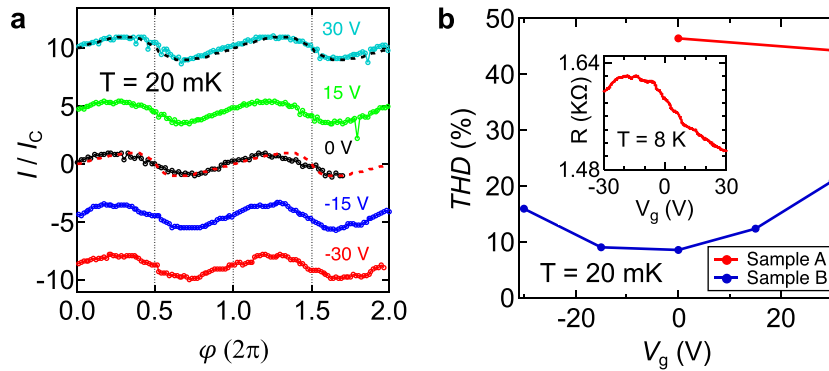 a
I / I_C
10
5
0
-5
-10
30 V
T = 20 mK
15 V
0 V
-15 V
-30 V
0.0 0.5 1.0 1.5 2.0
φ (2π)
b
THD (%)
50
40
30
20
10
0
R (KΩ)
1.64
1.48
T = 8 K
-30 0 30
V_g (V)
T = 20 mK
Sample A
Sample B
-20 0 20
V_g (V)